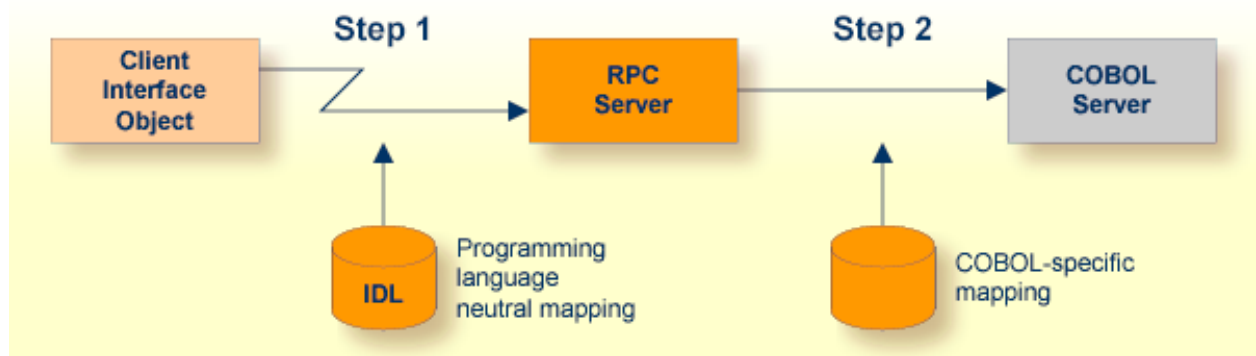 Step 1
Step 2
Client
Interface
Object
RPC
Server
COBOL
Server
IDL
Programming
language
neutral mapping
COBOL-specific
mapping